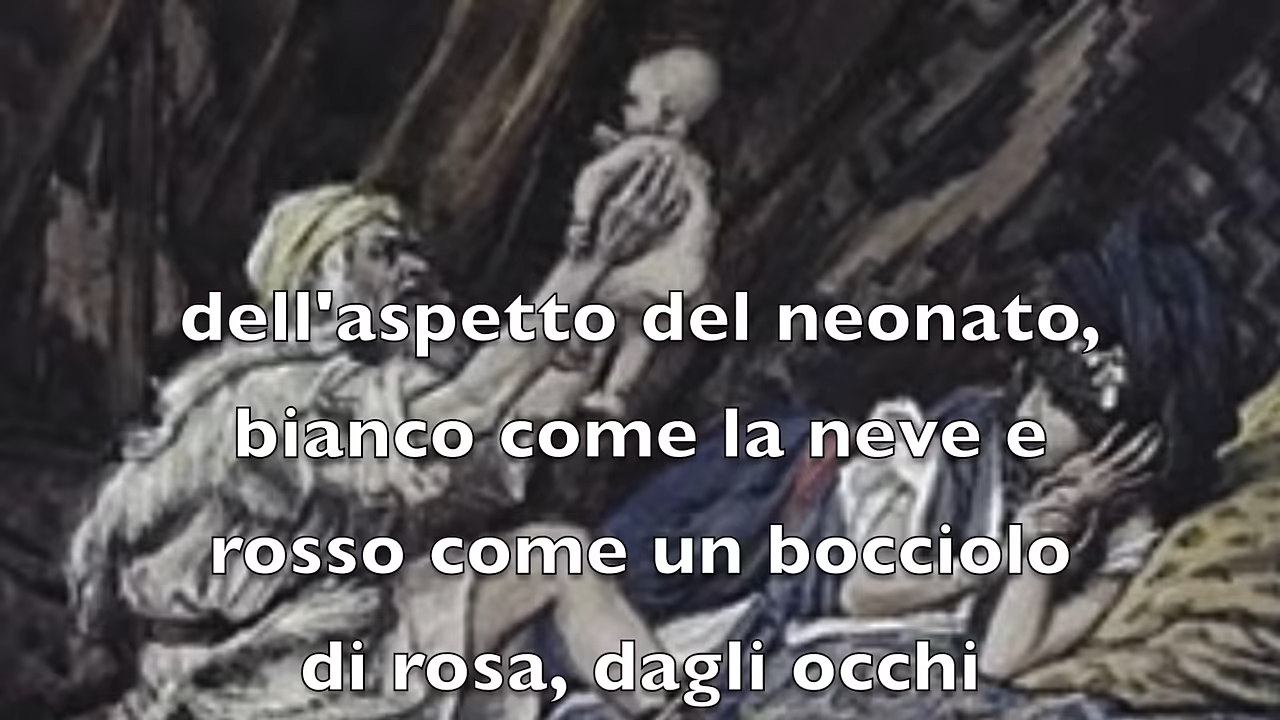 dell'aspetto del neonato,
bianco come la neve e
rosso come un bocciolo
di rosa, dagli occhi